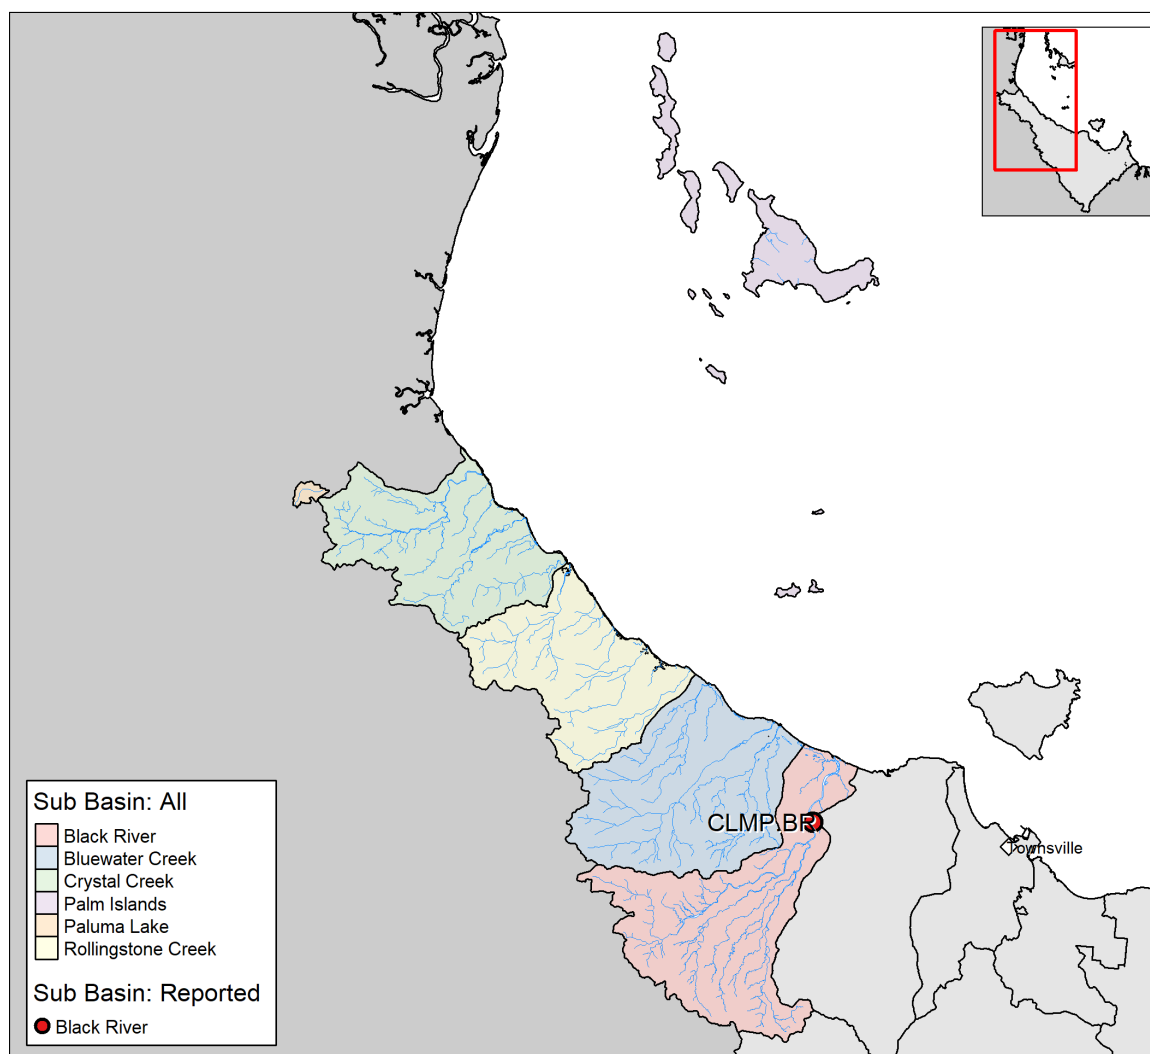 CLMP.BR
Townsville
Sub Basin: All
Black River
Bluewater Creek
Crystal Creek
Palm Islands
Paluma Lake
Rollingstone Creek
Sub Basin: Reported
Black River